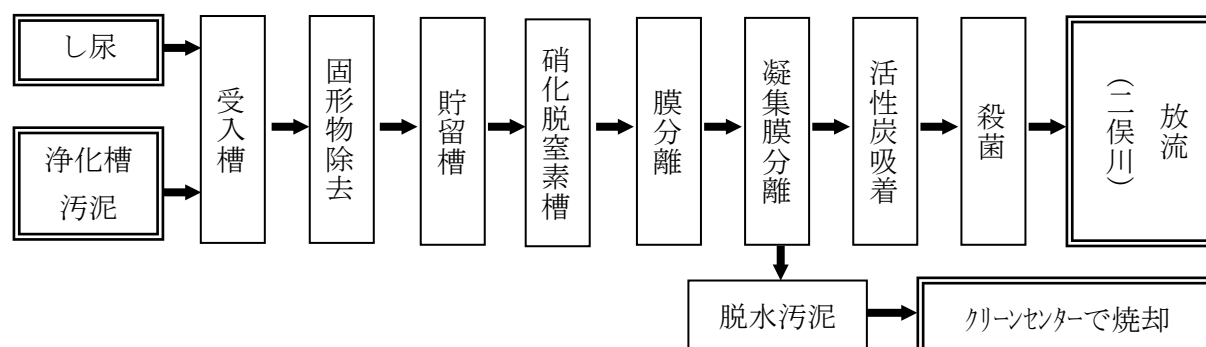 し尿
浄化槽
汚泥
受入槽
固形物除去
貯留槽
硝化脱窒素槽
膜分離
凝集膜分離
活性炭吸着
殺菌
放流
（二俣川）
脱水汚泥
クリーンセンターで焼却